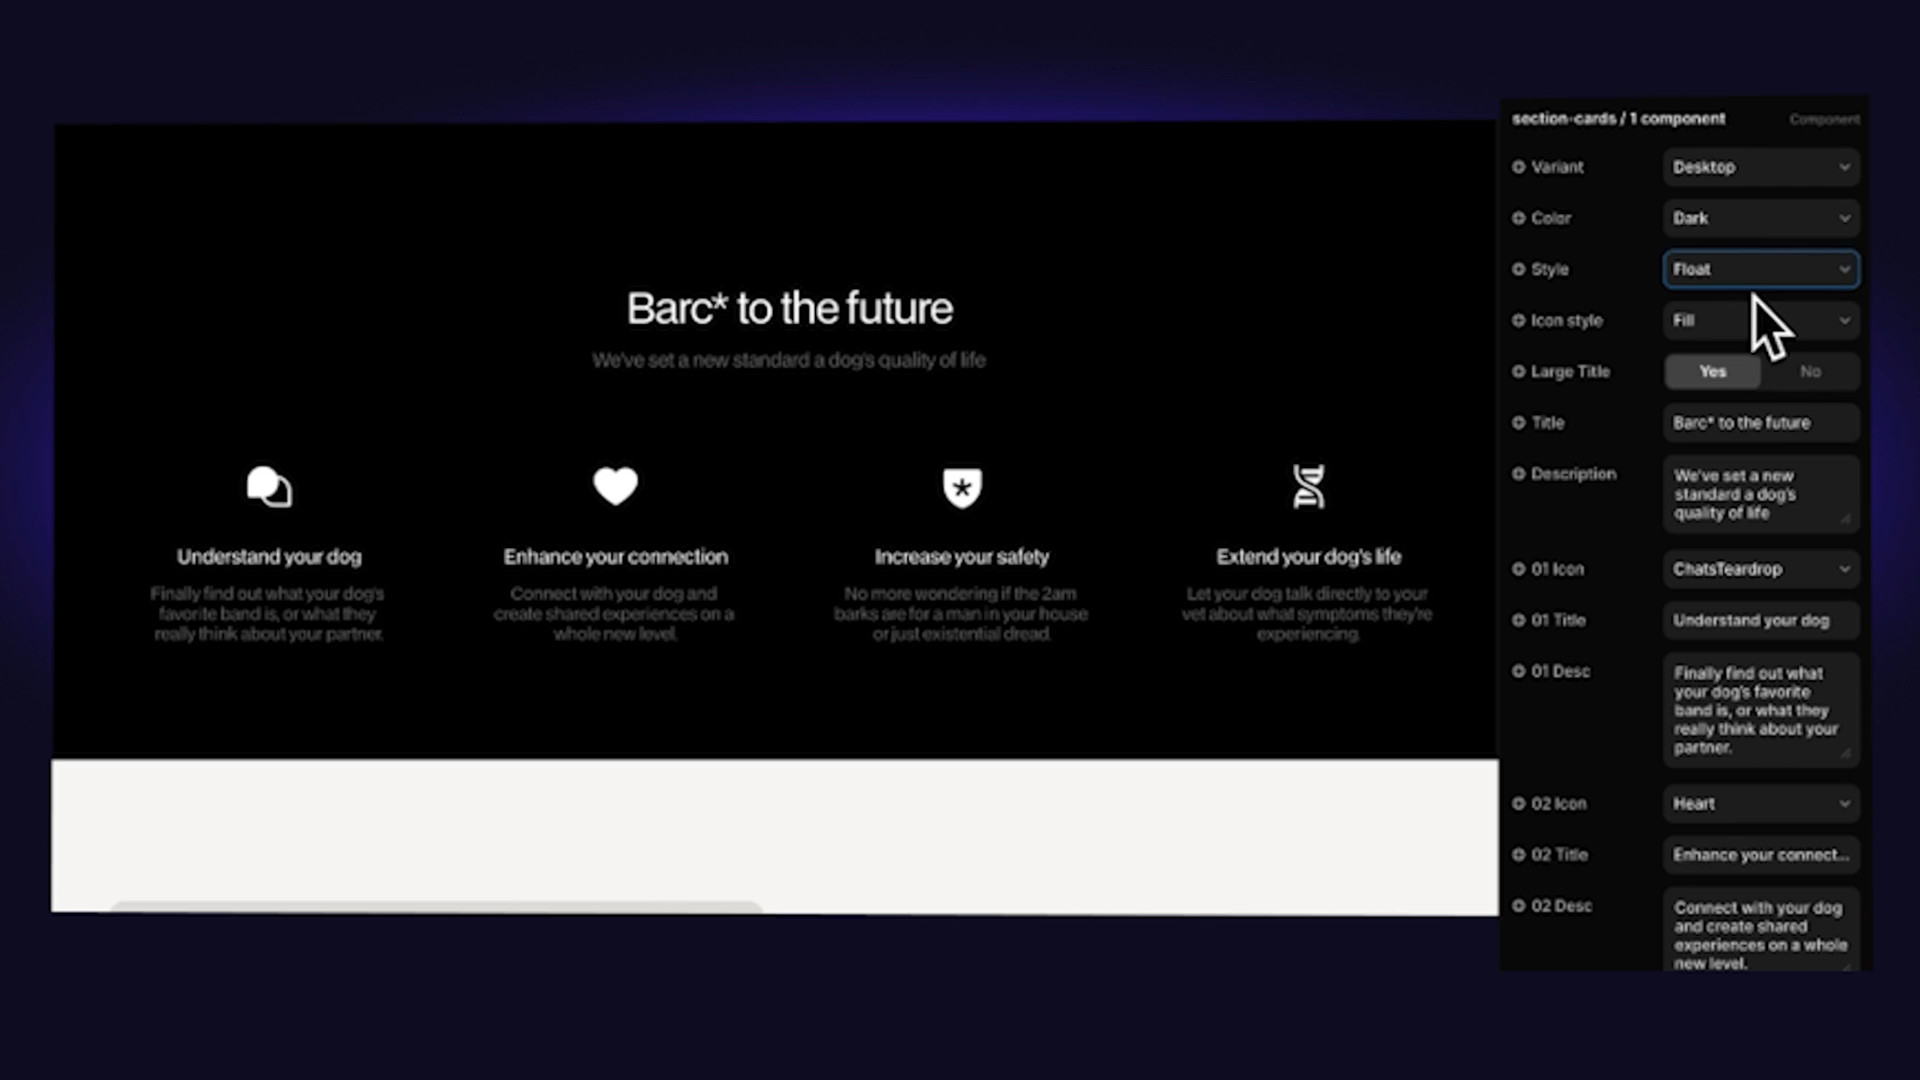 Barc* to the future
We've set a new standard a dog's quality of life
Understand your dog
Finally find out what your dog's
favorite band is, or what they
really think about your partner.
Enhance your connection
Connect with your dog and
create shared experiences on a
whole new level.
Increase your safety
No more wondering if the 2am
barks are for a man in your house
or just existential dread.
Extend your dog's life
Let your dog talk directly to your
vet about what symptoms they're
experiencing.
section-cards / 1 component
Component
Variant
Desktop
Color
Dark
Style
Float
Icon style
Fill
Large Title
Yes
No
Title
Barc* to the future
Description
We've set a new
standard a dog's
quality of life
01 Icon
ChatsTeardrop
01 Title
Understand your dog
01 Desc
Finally find out what
your dog's favorite
band is, or what they
really think about your
partner.
02 Icon
Heart
02 Title
Enhance your connect...
02 Desc
Connect with your dog
and create shared
experiences on a whole
new level.